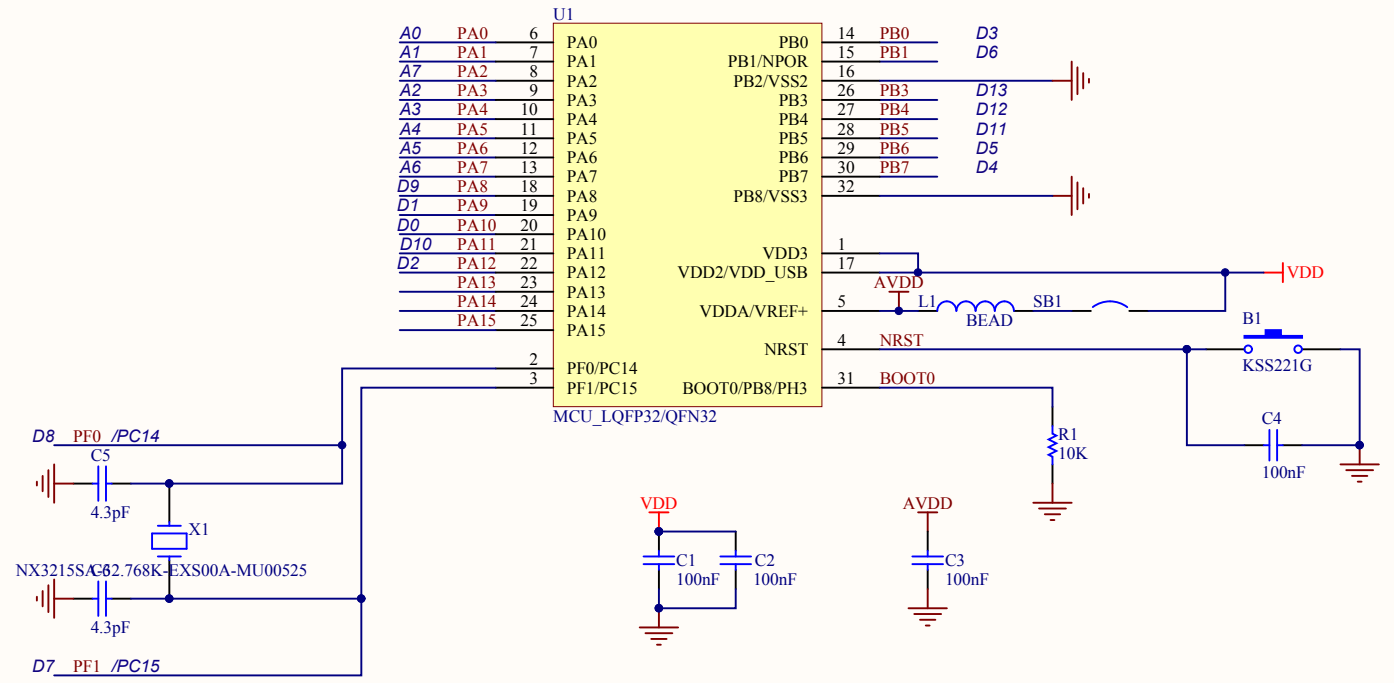 U1
A0 PA0 6 PA0 PB0 14 PB0 D3
A1 PA1 7 PA1 PB1/NPOR 15 PB1 D6
A7 PA2 8 PA2 PB2/VSS2 16
A2 PA3 9 PA3 PB3 26 PB3 D13
A3 PA4 10 PA4 PB4 27 PB4 D12
A4 PA5 11 PA5 PB5 28 PB5 D11
A5 PA6 12 PA6 PB6 29 PB6 D5
A6 PA7 13 PA7 PB7 30 PB7 D4
D9 PA8 18 PA8 PB8/VSS3 32
D1 PA9 19 PA9
D0 PA10 20 PA10
D10 PA11 21 PA11 VDD3 1
D2 PA12 22 PA12 VDD2/VDD_USB 17 VDD
PA13 23 PA13 AVDD
PA14 24 PA14 VDDA/VREF+ 5 L1 BEAD SB1
PA15 25 PA15
NRST 4 NRST B1
KSS221G
2 PF0/PC14
3 PF1/PC15 BOOT0/PB8/PH3 31 BOOT0
MCU_LQFP32/QFN32
C4
100nF
R1
10K
D8 PF0 /PC14
C5
4.3pF
X1
NX3215SA-32.768K-EXS00A-MU00525
4.3pF
D7 PF1 /PC15
VDD
C1
100nF
C2
100nF
AVDD
C3
100nF